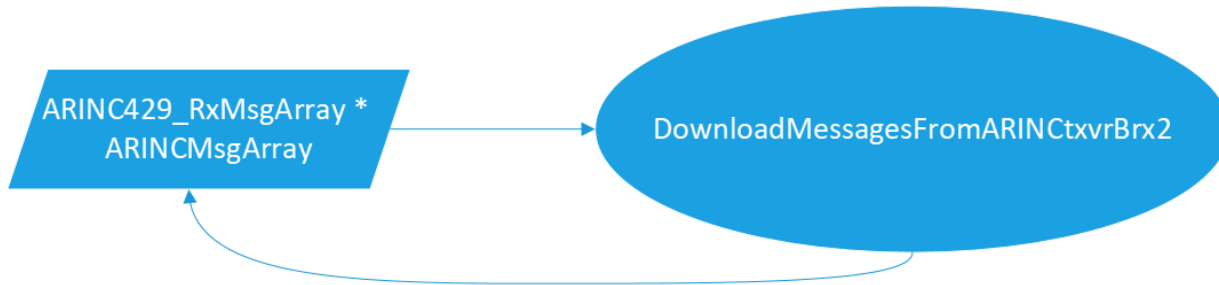 ARINC429_RxMsgArray *
ARINCMsgArray
DownloadMessagesFromARINCtxvrBrx2